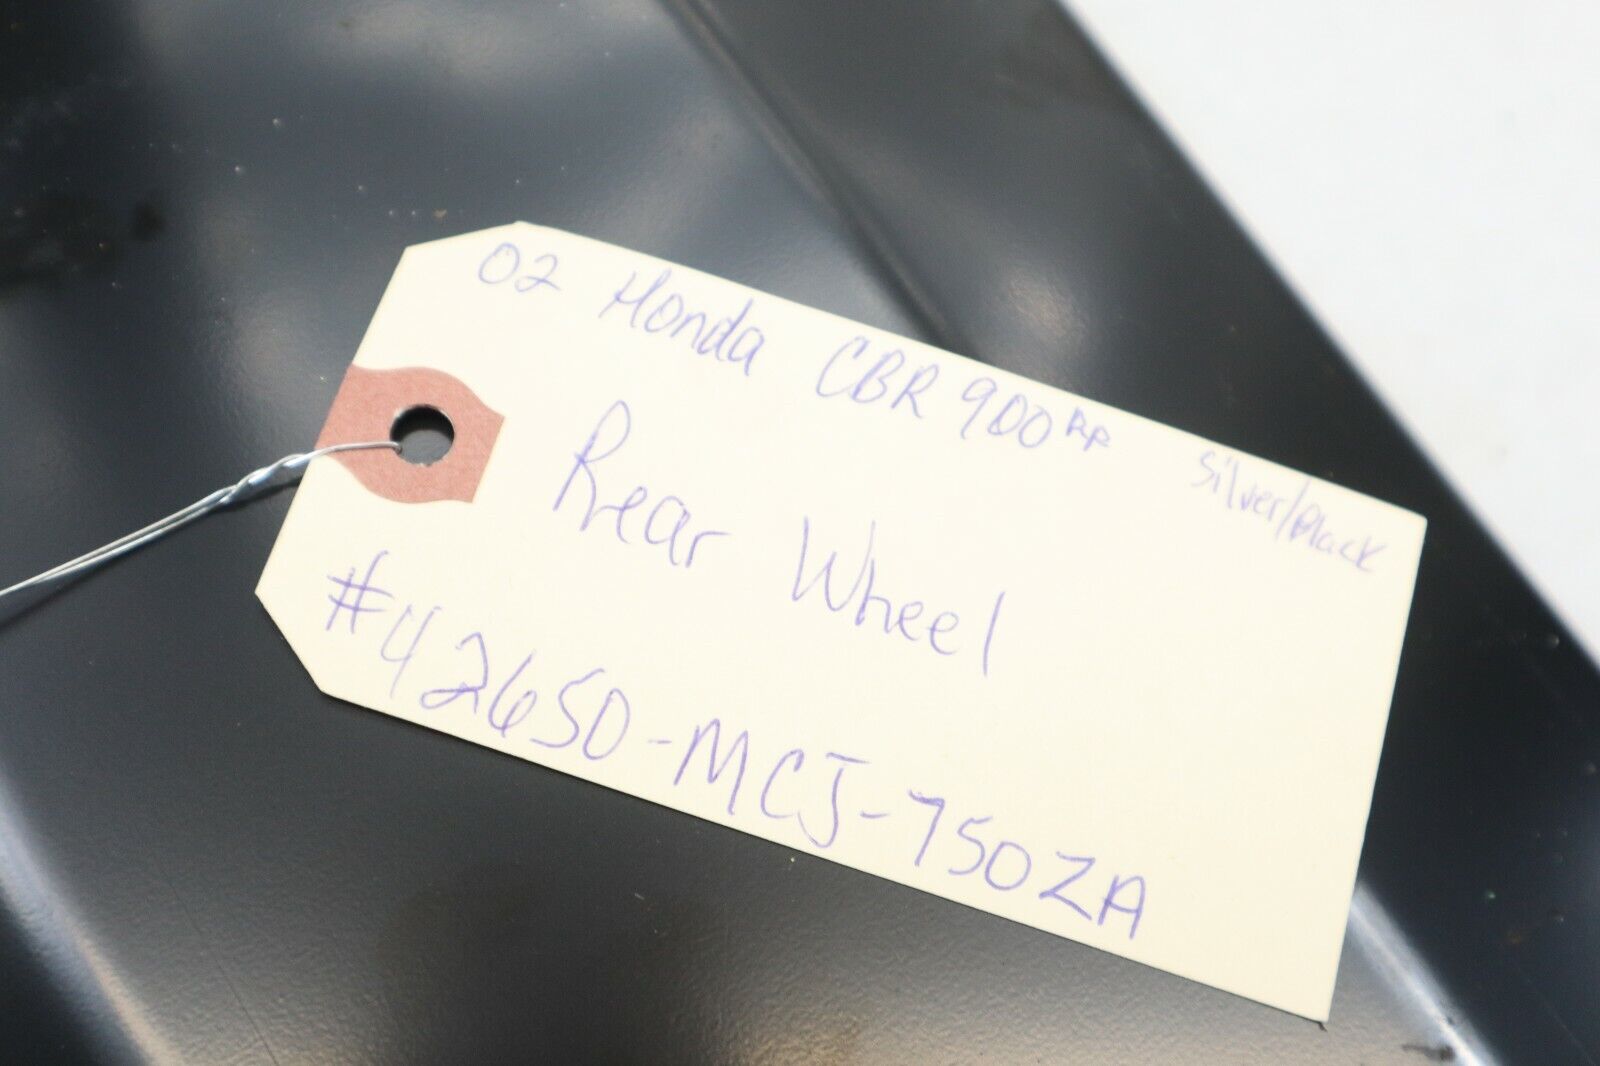 02 Honda CBR 900RR Silver/Black
Rear Wheel
#42650-MCJ-750ZA